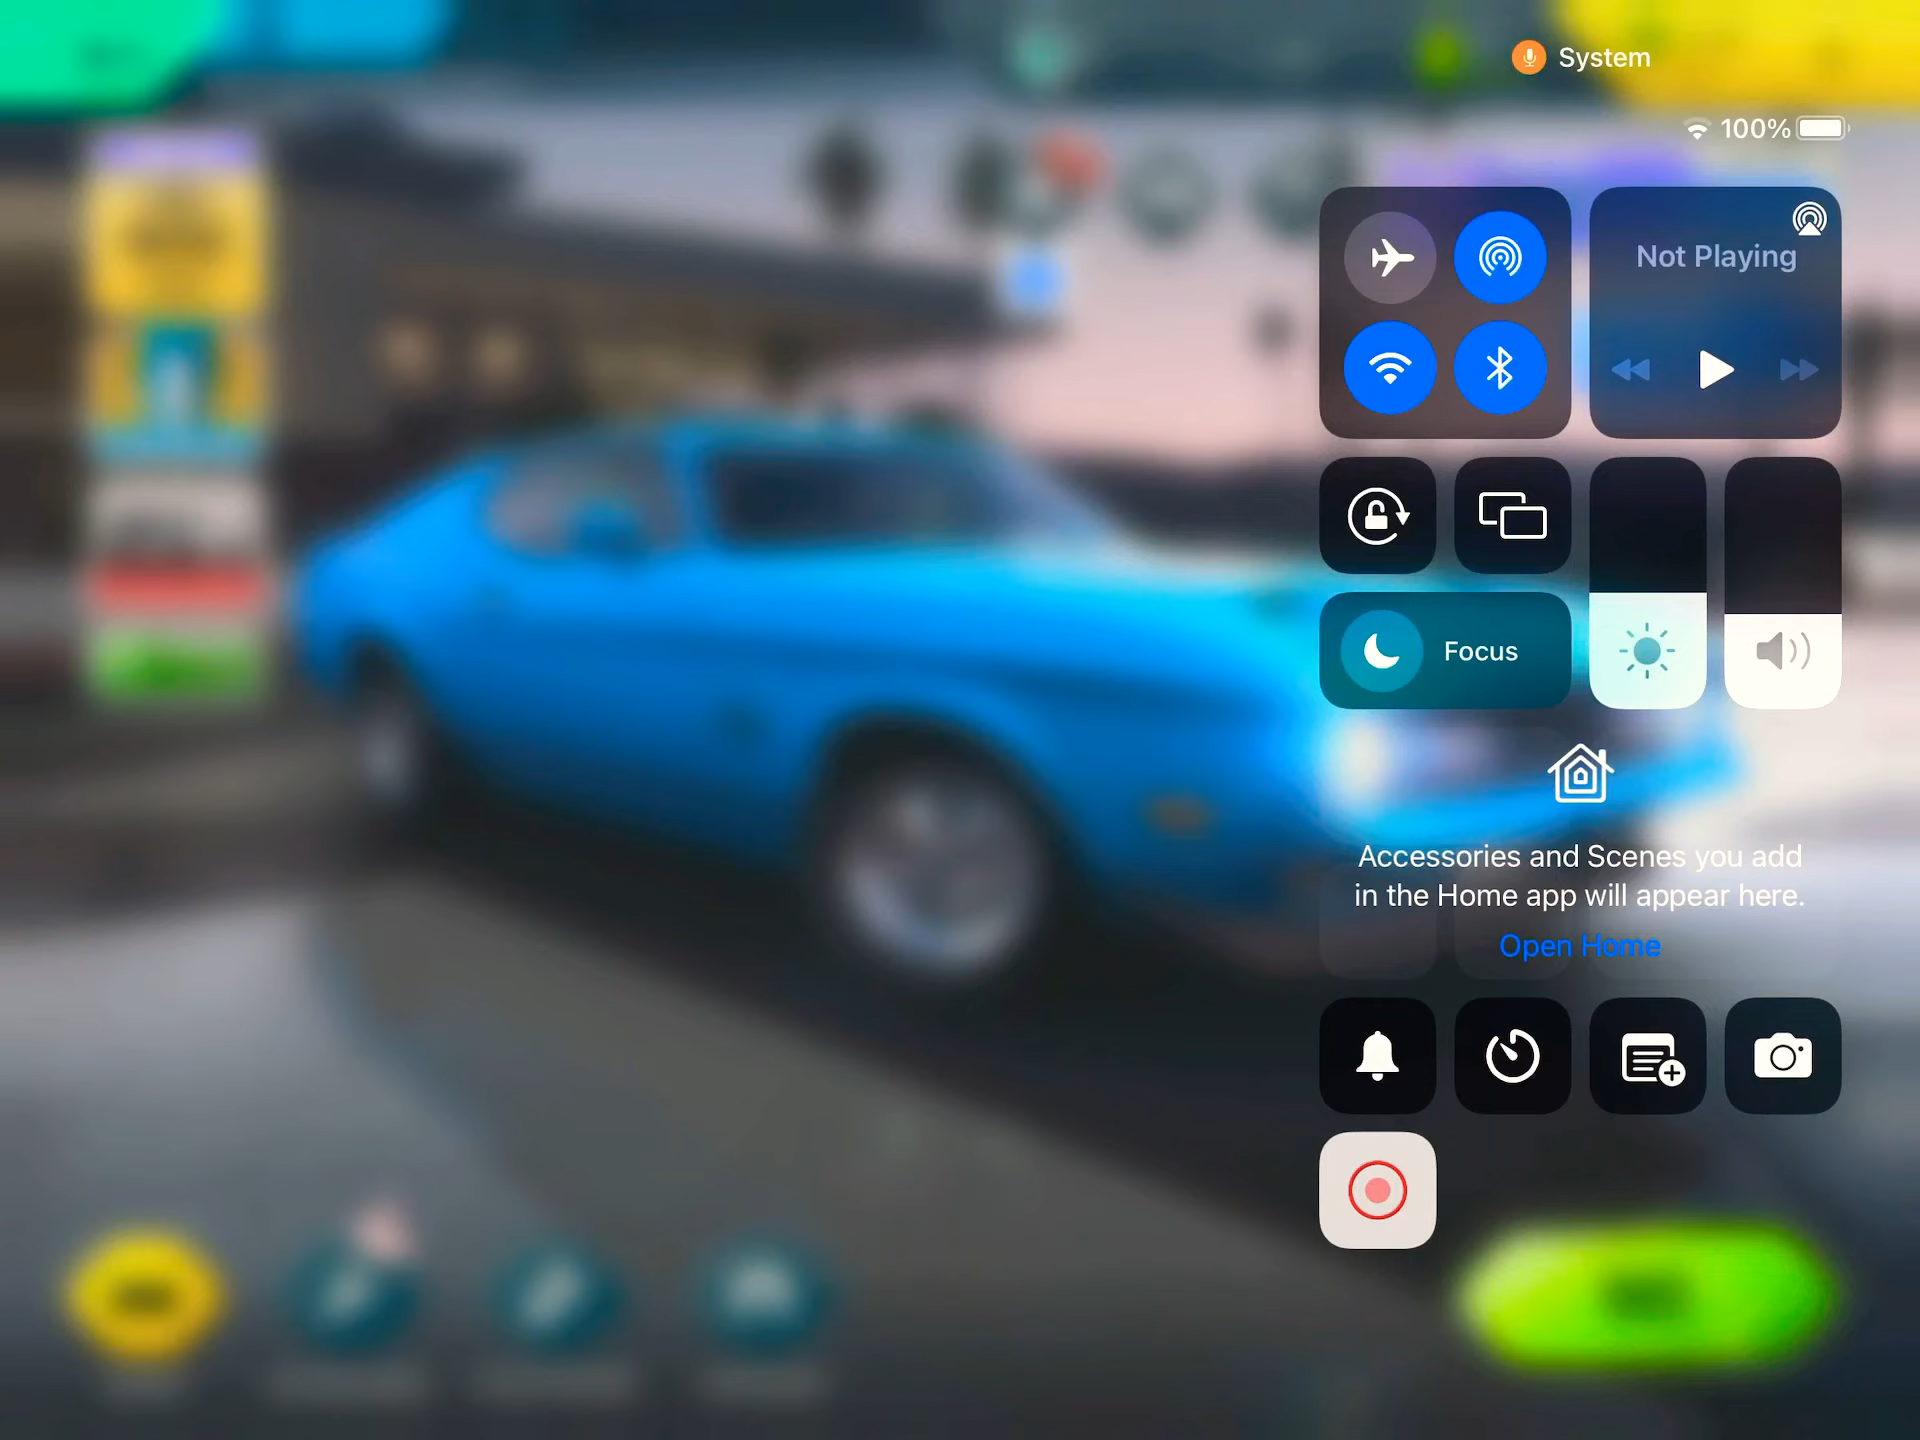 System
100%
Not Playing
Focus
Accessories and Scenes you add
in the Home app will appear here.
Open Home